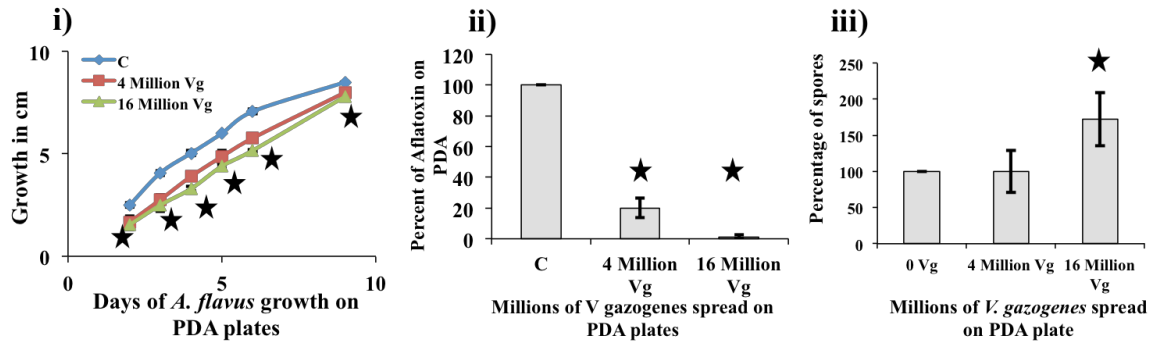 i)
10
5
0
0
5
10
C
4 Million Vg
16 Million Vg
Growth in cm
Days of A. flavus growth on
PDA plates
ii)
120
100
80
60
40
20
0
Percent of Aflatoxin on
PDA
C
4 Million
Vg
16 Million
Vg
Millions of V gazogenes spread on
PDA plates
iii)
250
200
150
100
50
0
Percentage of spores
0 Vg
4 Million Vg
16 Million
Vg
Millions of V. gazogenes spread
on PDA plate